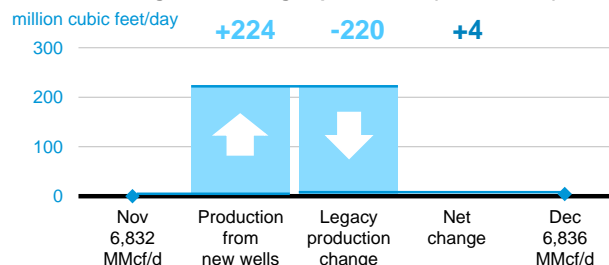 million cubic feet/day
+224
-220
+4
300
200
100
0
Nov
6,832
MMcf/d
Production
from
new wells
Legacy
production
change
Net
change
Dec
6,836
MMcf/d